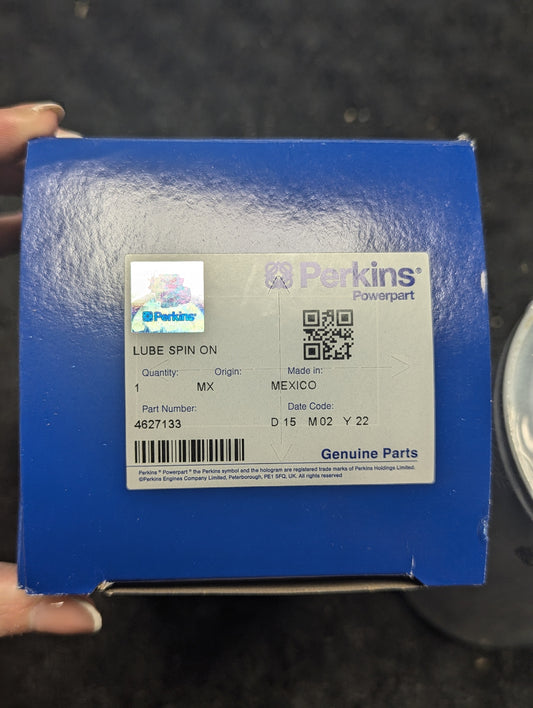 Perkins®
Powerpart
Perkins
LUBE SPIN ON
Quantity: Origin: Made in:
1 MX MEXICO
Part Number: Date Code:
4627133 D 15 M 02 Y 22
Genuine Parts
Perkins ® Powerpart ® the Perkins symbol and the hologram are registered trade marks of Perkins Holdings Limited.
©Perkins Engines Company Limited, Peterborough, PE1 5FQ, UK. All rights reserved